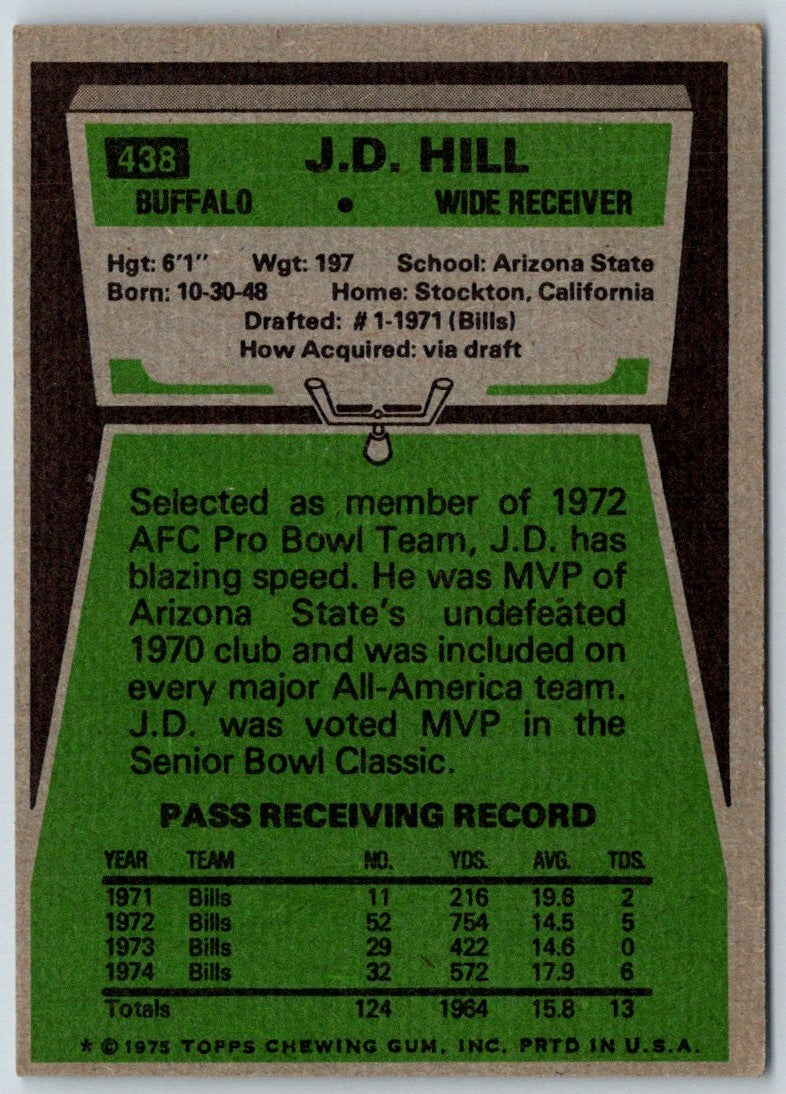 438 J.D. HILL
BUFFALO • WIDE RECEIVER
Hgt: 6'1" Wgt: 197 School: Arizona State
Born: 10-30-48 Home: Stockton, California
Drafted: #1-1971 (Bills)
How Acquired: via draft
Selected as member of 1972
AFC Pro Bowl Team, J.D. has
blazing speed. He was MVP of
Arizona State's undefeated
1970 club and was included on
every major All-America team.
J.D. was voted MVP in the
Senior Bowl Classic.
PASS RECEIVING RECORD
YEAR TEAM NO. YDS. AVG. TDS.
1971 Bills 11 216 19.6 2
1972 Bills 52 754 14.5 5
1973 Bills 29 422 14.6 0
1974 Bills 32 572 17.9 6
Totals 124 1964 15.8 13
* © 1975 TOPPS CHEWING GUM, INC. PRTD IN U.S.A.